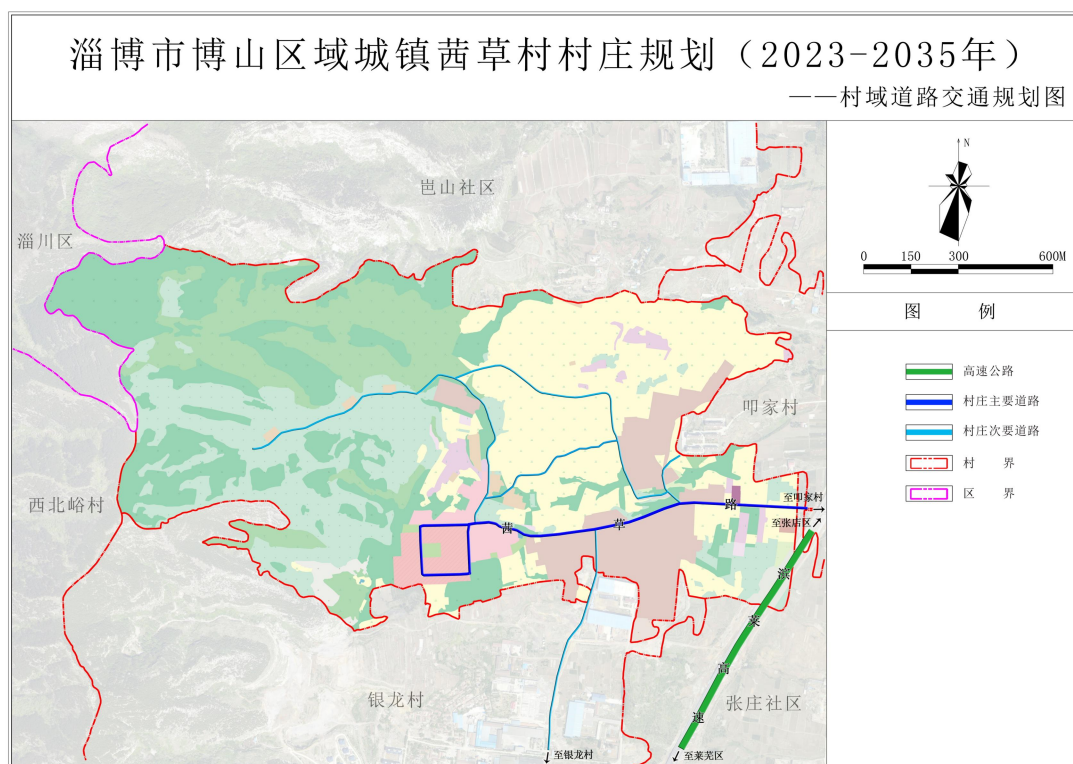 淄博市博山区域城镇茜草村村庄规划（2023-2035年）
——村域道路交通规划图
岜山社区
淄川区
叩家村
西北峪村
银龙村
张庄社区
茜草路
至叩家村
至张店区
滨莱高速
至银龙村
至莱芜区
N
0 150 300 600M
图 例
高速公路
村庄主要道路
村庄次要道路
村 界
区 界